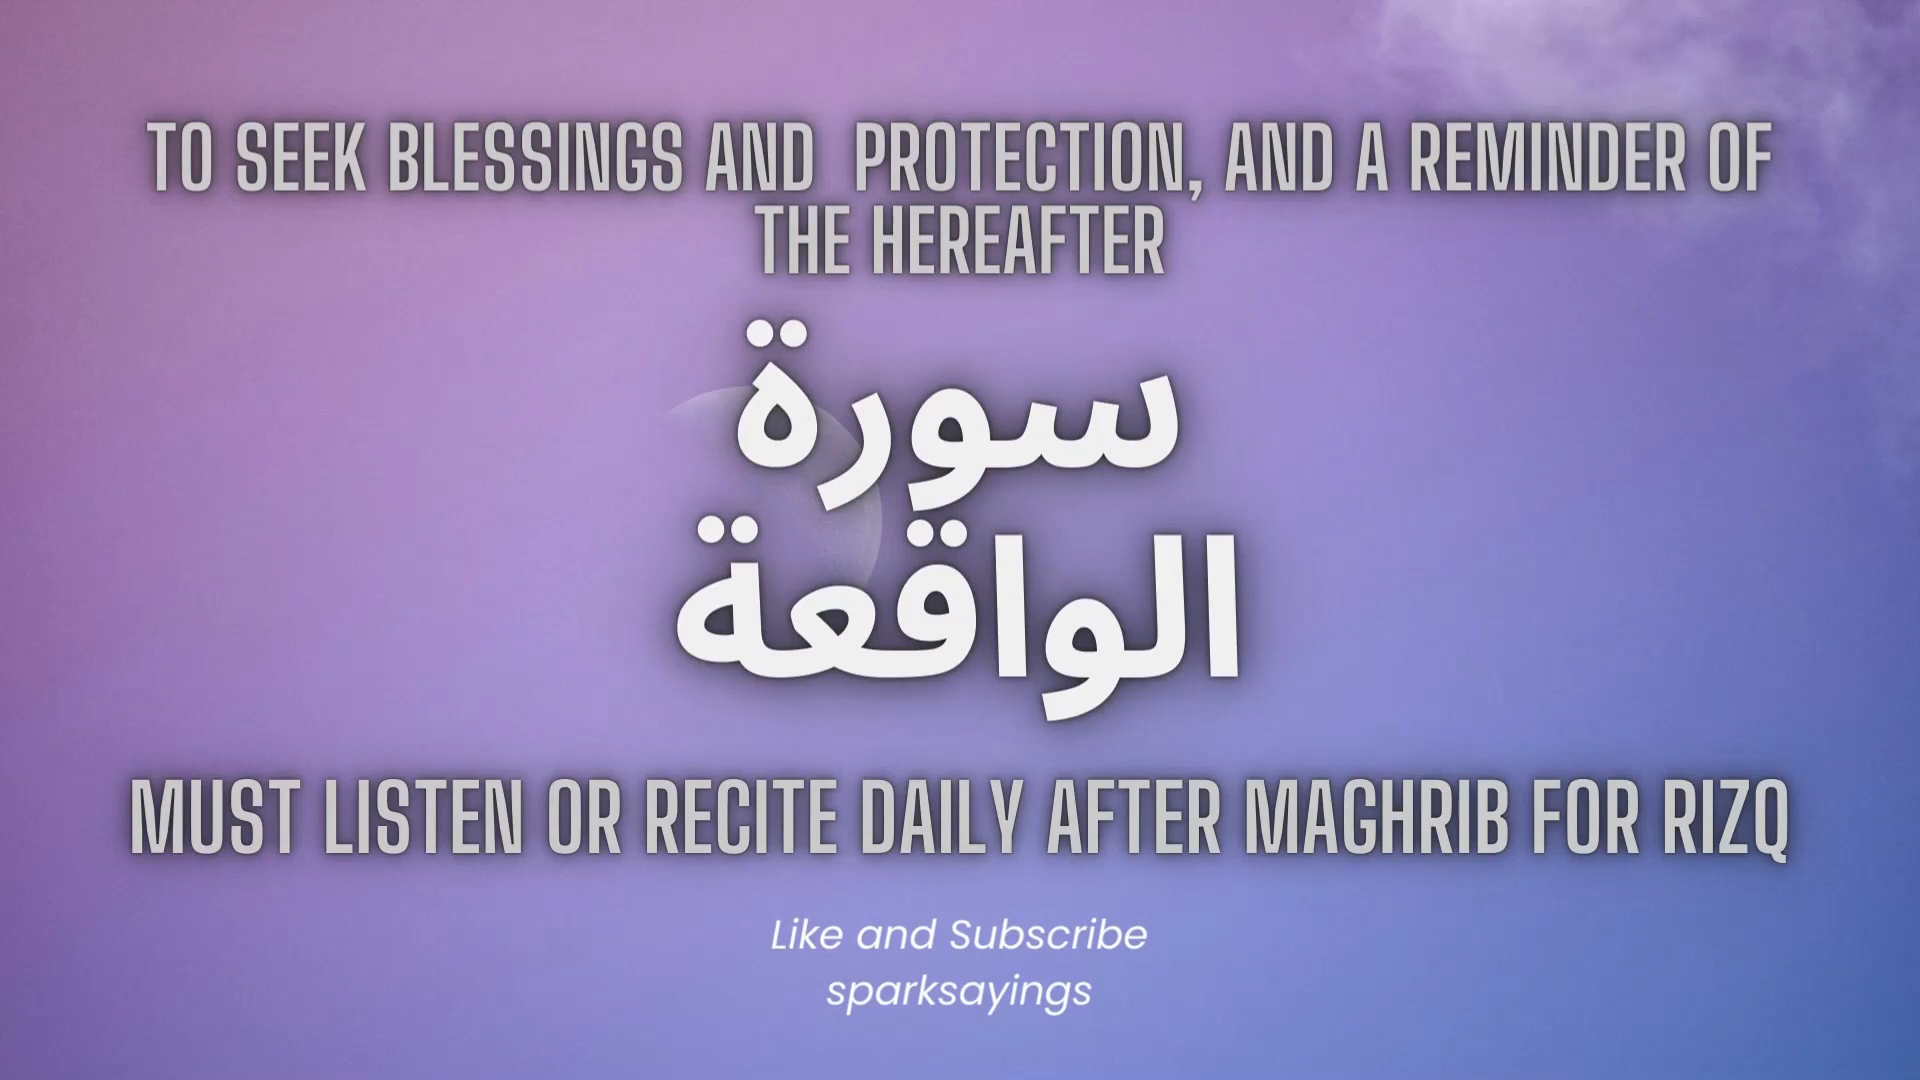 TO SEEK BLESSINGS AND PROTECTION, AND A REMINDER OF
THE HEREAFTER
سورة
الواقعة
MUST LISTEN OR RECITE DAILY AFTER MAGHRIB FOR RIZQ
Like and Subscribe
sparksayings